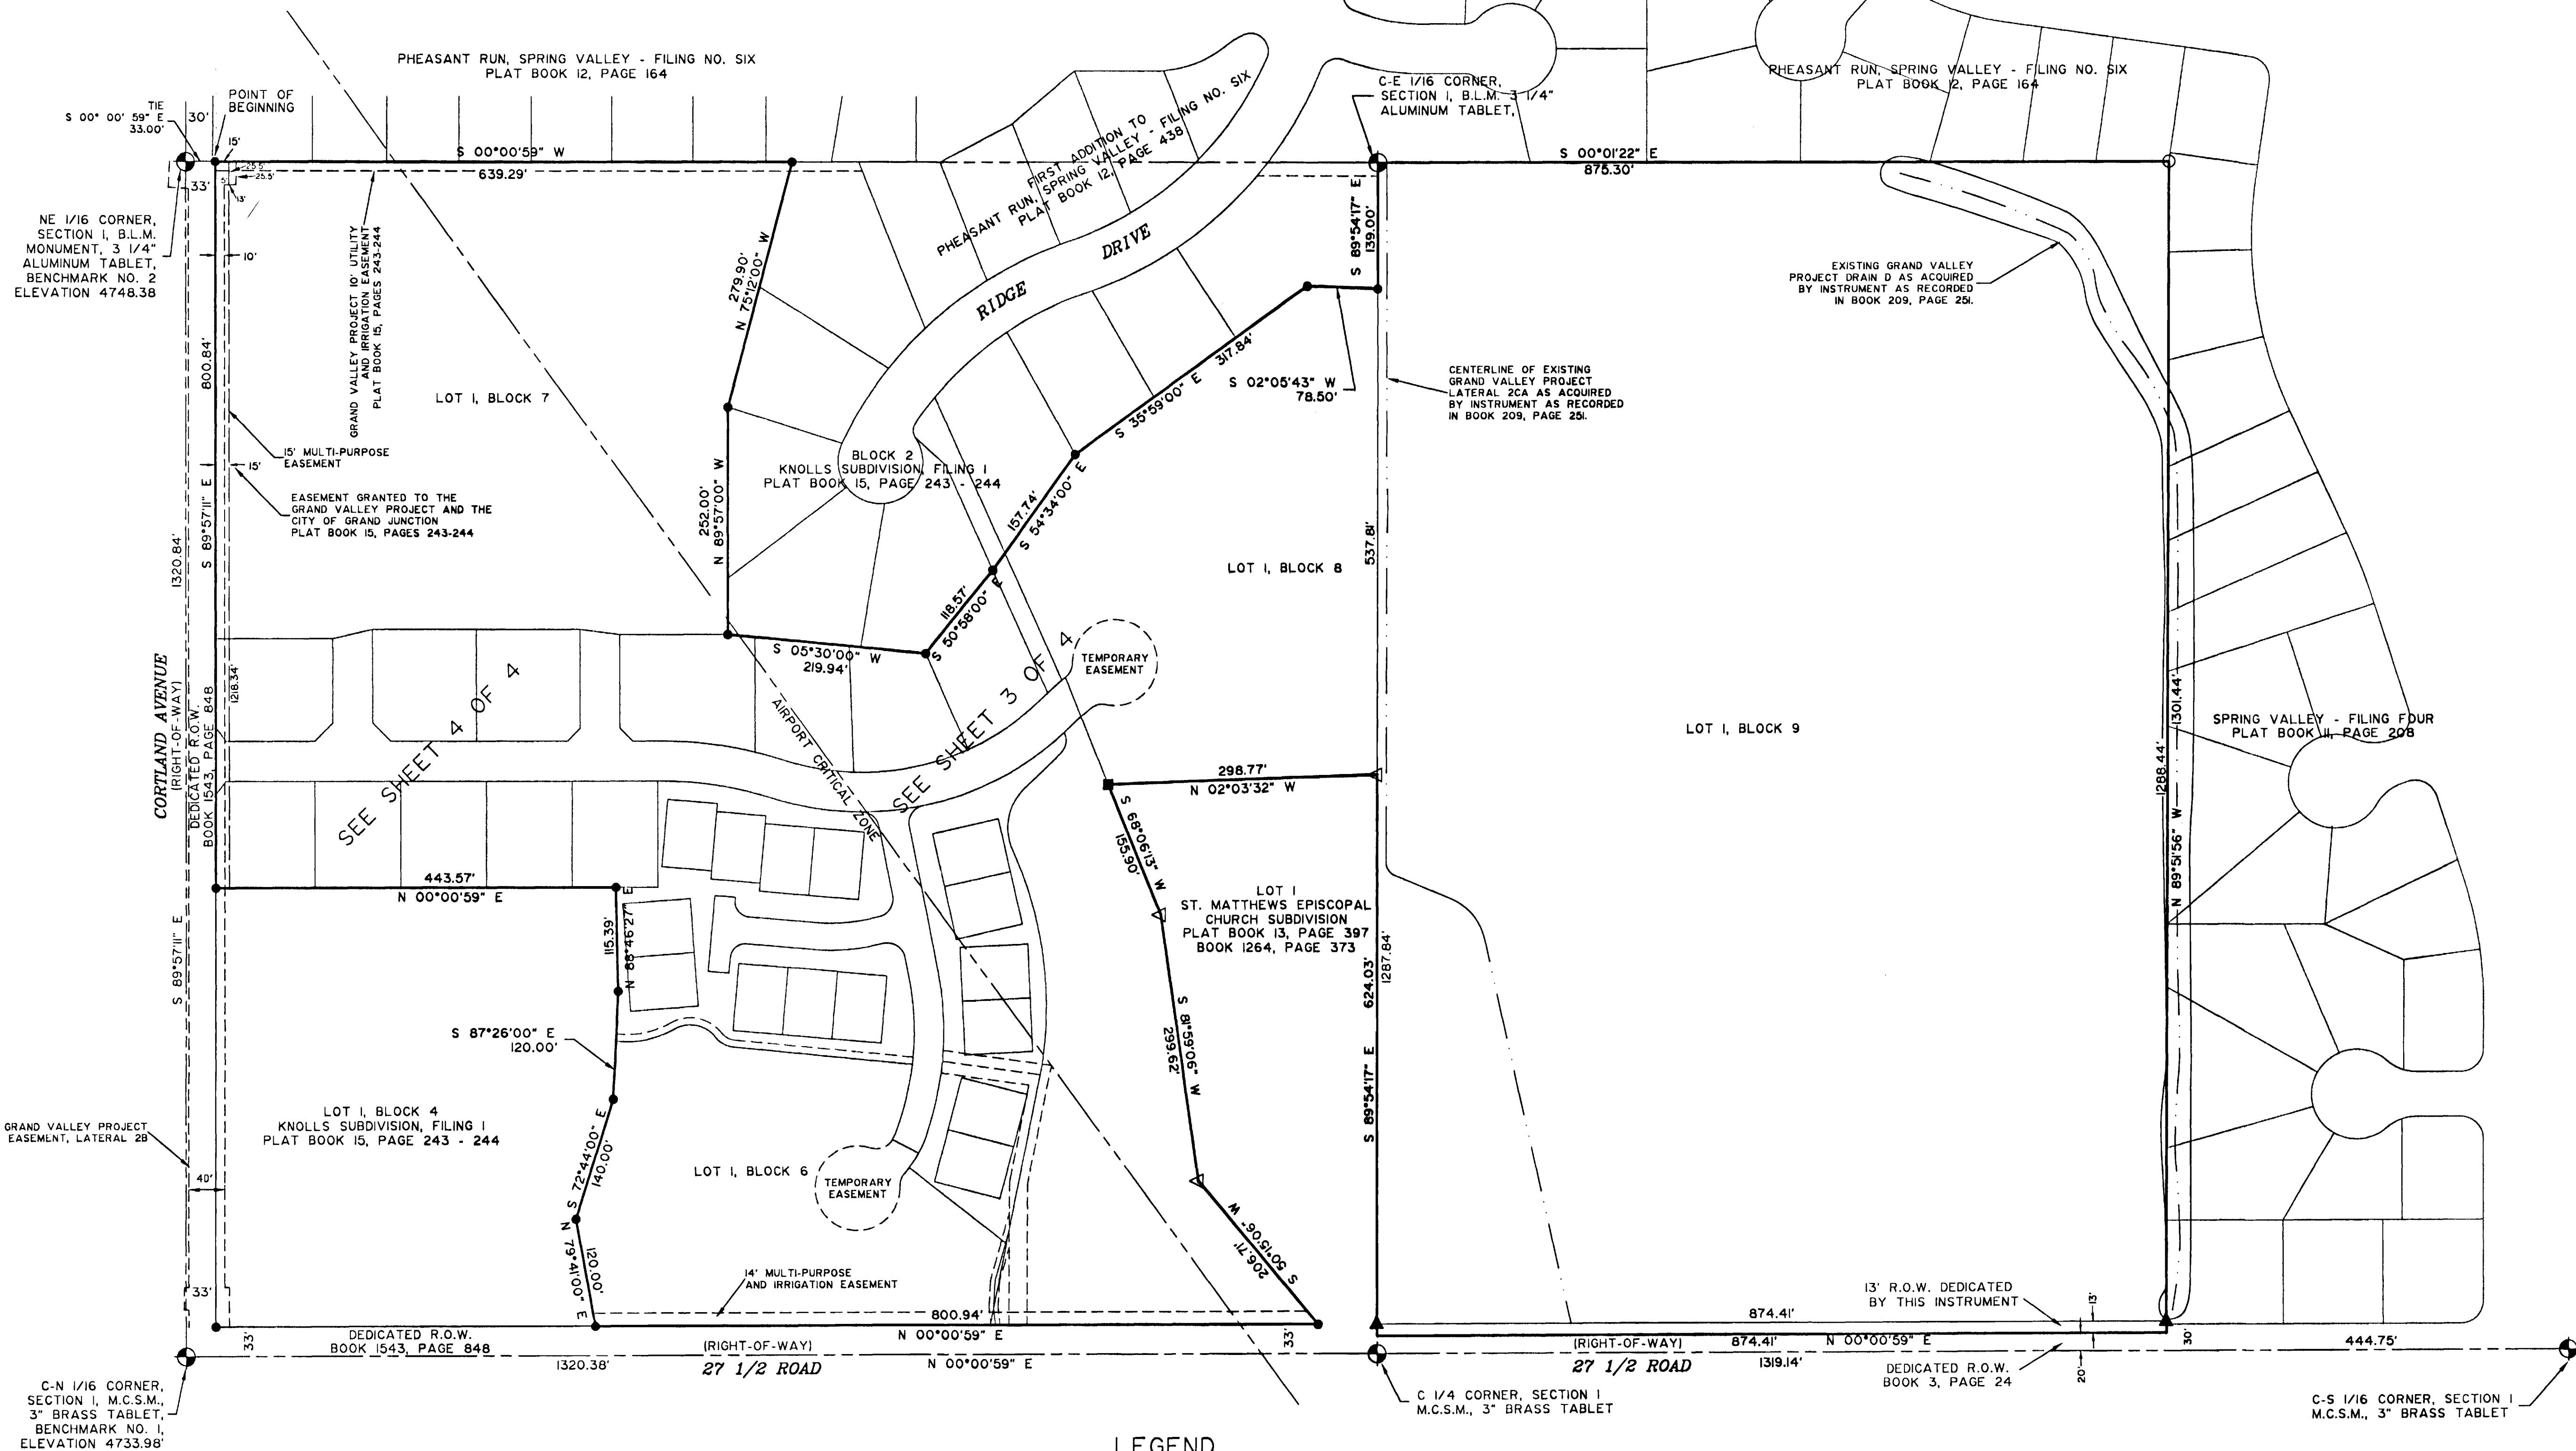 PHEASANT RUN, SPRING VALLEY - FILING NO. SIX
PLAT BOOK 12, PAGE 164
PHEASANT RUN, SPRING VALLEY - FILING NO. SIX
PLAT BOOK 12, PAGE 164
POINT OF
BEGINNING
TIE
S 00° 00' 59" E
33.00'
30'
15'
25.5'
5'
25.5'
13'
33'
NE 1/16 CORNER,
SECTION 1, B.L.M.
MONUMENT, 3 1/4"
ALUMINUM TABLET,
BENCHMARK NO. 2
ELEVATION 4748.38
S 00°00'59" W
639.29'
10'
GRAND VALLEY PROJECT 10' UTILITY
AND IRRIGATION EASEMENT
PLAT BOOK 15, PAGES 243-244
N 75°12'00" W
279.90'
FIRST ADDITION TO
PHEASANT RUN, SPRING VALLEY - FILING NO. SIX
PLAT BOOK 12, PAGE 438
RIDGE DRIVE
C-E 1/16 CORNER,
SECTION 1, B.L.M. 3 1/4"
ALUMINUM TABLET,
S 00°01'22" E
875.30'
S 89°54'17" E
139.00'
EXISTING GRAND VALLEY
PROJECT DRAIN D AS ACQUIRED
BY INSTRUMENT AS RECORDED
IN BOOK 209, PAGE 251.
S 02°05'43" W
78.50'
S 35°59'00" E 317.84'
CENTERLINE OF EXISTING
GRAND VALLEY PROJECT
LATERAL 2CA AS ACQUIRED
BY INSTRUMENT AS RECORDED
IN BOOK 209, PAGE 251.
800.84'
S 89°57'11" E
LOT 1, BLOCK 7
15' MULTI-PURPOSE
EASEMENT
15'
EASEMENT GRANTED TO THE
GRAND VALLEY PROJECT AND THE
CITY OF GRAND JUNCTION
PLAT BOOK 15, PAGES 243-244
BLOCK 2
KNOLLS SUBDIVISION, FILING 1
PLAT BOOK 15, PAGE 243 - 244
252.00'
N 89°57'00" W
157.74'
S 54°34'00" E
118.57'
S 50°58'00" E
S 05°30'00" W
219.94'
LOT 1, BLOCK 8
537.81'
1320.84'
S 89°57'11" E
1218.34'
CORTLAND AVENUE
(RIGHT-OF-WAY)
DEDICATED R.O.W.
BOOK 1543, PAGE 848
SEE SHEET 4 OF 4
SEE SHEET 3 OF 4
AIRPORT CRITICAL ZONE
TEMPORARY
EASEMENT
LOT 1, BLOCK 9
SPRING VALLEY - FILING FOUR
PLAT BOOK 11, PAGE 208
1301.44'
1288.44'
N 89°51'56" W
298.77'
N 02°03'32" W
S 68°06'13" W
155.90'
LOT 1
ST. MATTHEWS EPISCOPAL
CHURCH SUBDIVISION
PLAT BOOK 13, PAGE 397
BOOK 1264, PAGE 373
443.57'
N 00°00'59" E
115.39'
N 88°46'27" E
S 87°26'00" E
120.00'
S 81°59'06" W
299.62'
624.03'
1287.84'
S 89°54'17" E
GRAND VALLEY PROJECT
EASEMENT, LATERAL 2B
LOT 1, BLOCK 4
KNOLLS SUBDIVISION, FILING 1
PLAT BOOK 15, PAGE 243 - 244
S 72°44'00" E
140.00'
40'
LOT 1, BLOCK 6
TEMPORARY
EASEMENT
N 79°41'00" E
120.00'
S 50°15'06" W
206.71'
14' MULTI-PURPOSE
AND IRRIGATION EASEMENT
33'
33'
DEDICATED R.O.W.
BOOK 1543, PAGE 848
800.94'
N 00°00'59" E
33'
(RIGHT-OF-WAY)
1320.38'
27 1/2 ROAD
N 00°00'59" E
13' R.O.W. DEDICATED
BY THIS INSTRUMENT
13'
874.41'
(RIGHT-OF-WAY)
874.41'
N 00°00'59" E
30'
444.75'
27 1/2 ROAD
1319.14'
DEDICATED R.O.W.
BOOK 3, PAGE 24
20'
C-N 1/16 CORNER,
SECTION 1, M.C.S.M.,
3" BRASS TABLET,
BENCHMARK NO. 1,
ELEVATION 4733.98'
C 1/4 CORNER, SECTION 1
M.C.S.M., 3" BRASS TABLET
C-S 1/16 CORNER, SECTION 1
M.C.S.M., 3" BRASS TABLET
LEGEND